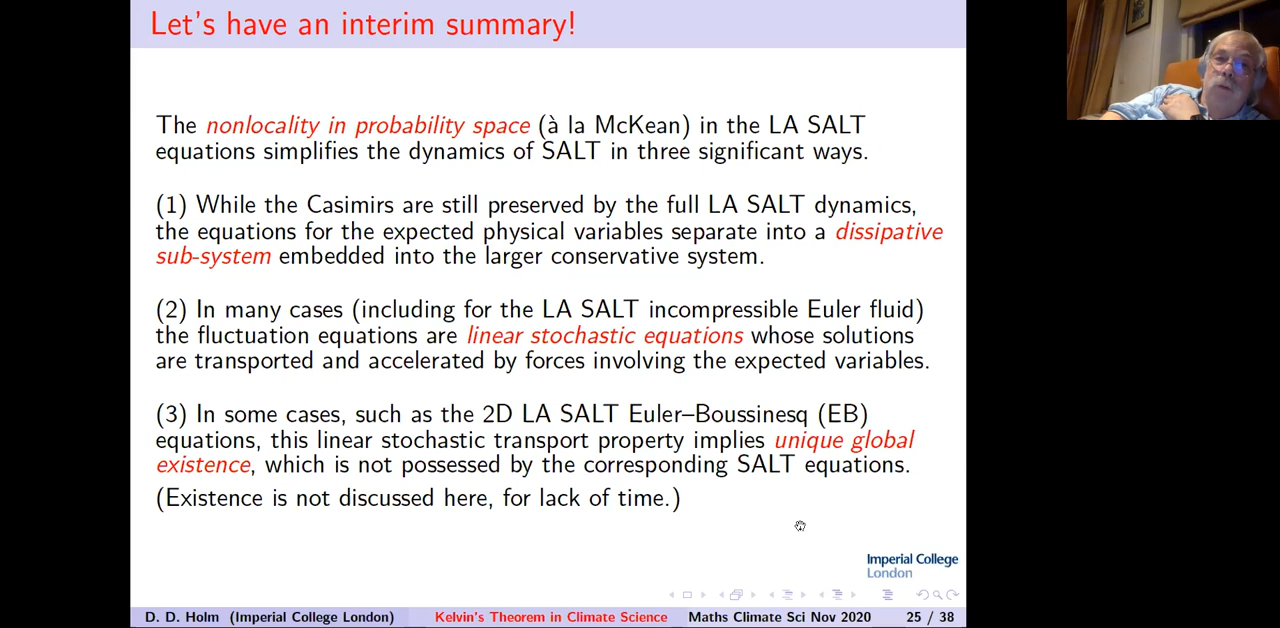 Let's have an interim summary!
The nonlocality in probability space (à la McKean) in the LA SALT
equations simplifies the dynamics of SALT in three significant ways.
(1) While the Casimirs are still preserved by the full LA SALT dynamics,
the equations for the expected physical variables separate into a dissipative
sub-system embedded into the larger conservative system.
(2) In many cases (including for the LA SALT incompressible Euler fluid)
the fluctuation equations are linear stochastic equations whose solutions
are transported and accelerated by forces involving the expected variables.
(3) In some cases, such as the 2D LA SALT Euler–Boussinesq (EB)
equations, this linear stochastic transport property implies unique global
existence, which is not possessed by the corresponding SALT equations.
(Existence is not discussed here, for lack of time.)
Imperial College
London
D. D. Holm (Imperial College London) Kelvin's Theorem in Climate Science Maths Climate Sci Nov 2020 25 / 38